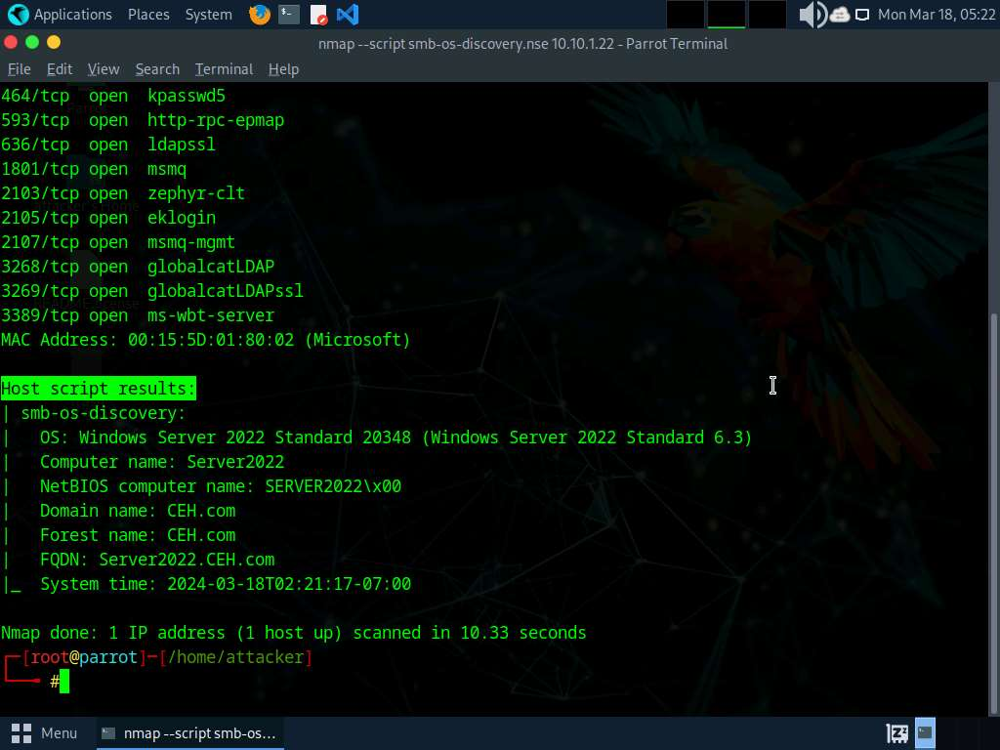 Applications Places System Mon Mar 18, 05:22
nmap --script smb-os-discovery.nse 10.10.1.22 - Parrot Terminal
File Edit View Search Terminal Help
464/tcp open kpasswd5
593/tcp open http-rpc-epmap
636/tcp open ldapssl
1801/tcp open msmq
2103/tcp open zephyr-clt
2105/tcp open eklogin
2107/tcp open msmq-mgmt
3268/tcp open globalcatLDAP
3269/tcp open globalcatLDAPssl
3389/tcp open ms-wbt-server
MAC Address: 00:15:5D:01:80:02 (Microsoft)
Host script results:
| smb-os-discovery:
|   OS: Windows Server 2022 Standard 20348 (Windows Server 2022 Standard 6.3)
|   Computer name: Server2022
|   NetBIOS computer name: SERVER2022\x00
|   Domain name: CEH.com
|   Forest name: CEH.com
|   FQDN: Server2022.CEH.com
|_  System time: 2024-03-18T02:21:17-07:00
Nmap done: 1 IP address (1 host up) scanned in 10.33 seconds
┌─[root@parrot]─[/home/attacker]
└──╼ #
Menu nmap --script smb-os...